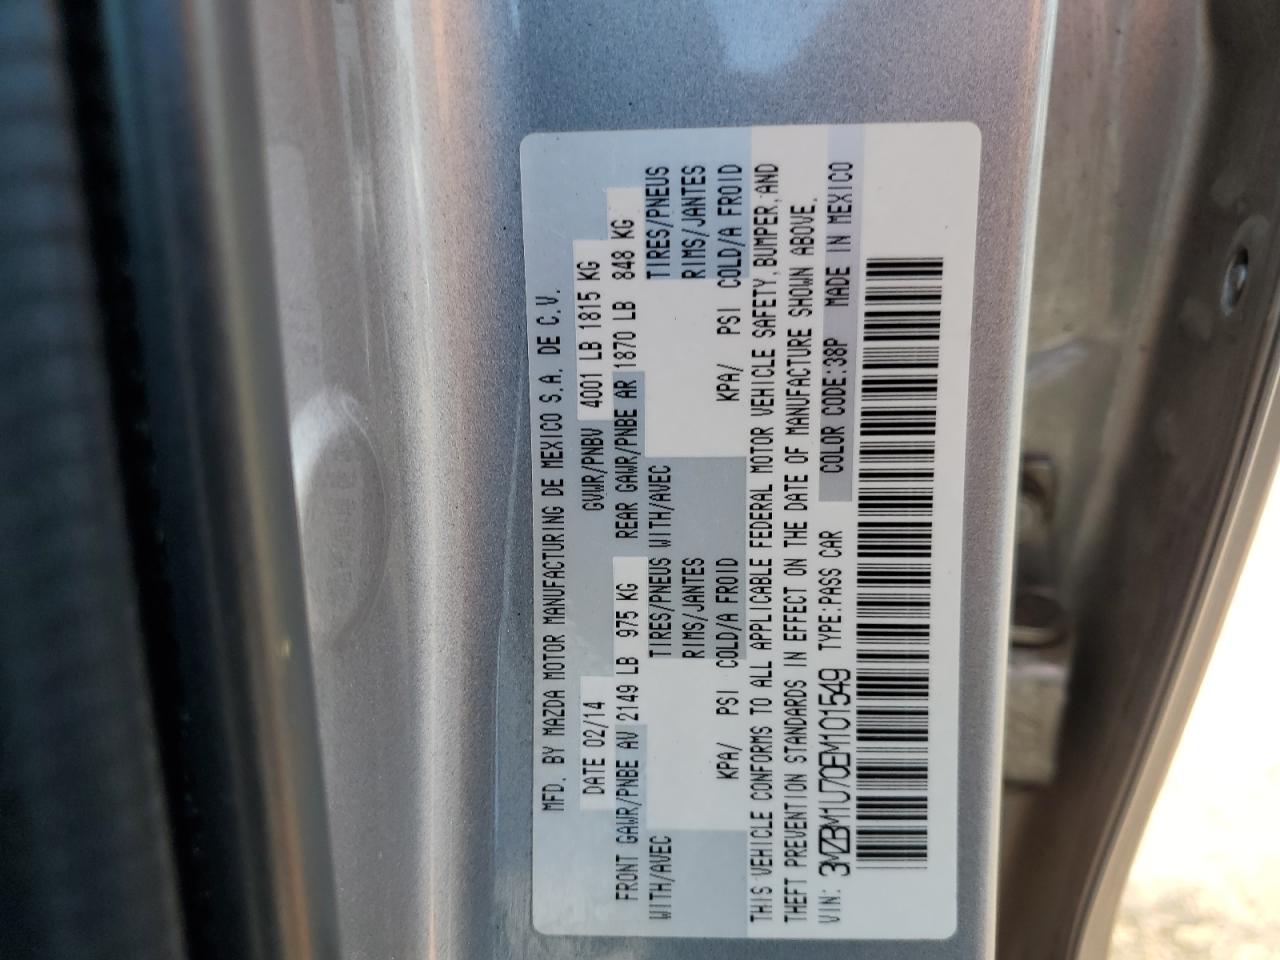 MFD. BY MAZDA MOTOR MANUFACTURING DE MEXICO S.A. DE C.V.
DATE 02/14 GVWR/PNBV 4001 LB 1815 KG
FRONT GAWR/PNBE AV 2149 LB 975 KG REAR GAWR/PNBE AR 1870 LB 848 KG
WITH/AVEC TIRES/PNEUS WITH/AVEC TIRES/PNEUS
RIMS/JANTES RIMS/JANTES
KPA/ PSI COLD/A FROID KPA/ PSI COLD/A FROID
THIS VEHICLE CONFORMS TO ALL APPLICABLE FEDERAL MOTOR VEHICLE SAFETY, BUMPER, AND
THEFT PREVENTION STANDARDS IN EFFECT ON THE DATE OF MANUFACTURE SHOWN ABOVE.
VIN: 3MZBM1U70EM101549 TYPE:PASS CAR COLOR CODE:38P MADE IN MEXICO